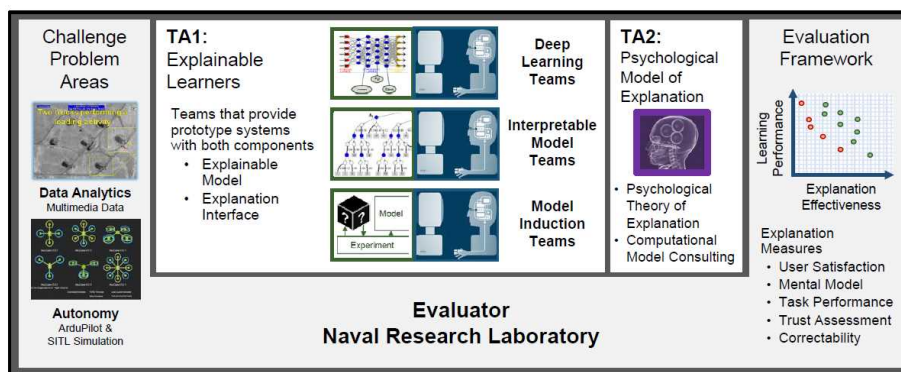 Challenge
Problem
Areas
Data Analytics
Multimedia Data
Autonomy
ArduPilot &
SITL Simulation
TA1:
Explainable
Learners
Teams that provide
prototype systems
with both components
• Explainable
Model
• Explanation
Interface
Deep
Learning
Teams
Interpretable
Model Teams
? ?
Model
Experiment
Model
Induction
Teams
TA2:
Psychological
Model of
Explanation
• Psychological
Theory of
Explanation
• Computational
Model Consulting
Evaluator
Naval Research Laboratory
Evaluation
Framework
Learning
Performance
Explanation
Effectiveness
Explanation
Measures
• User Satisfaction
• Mental Model
• Task Performance
• Trust Assessment
• Correctability